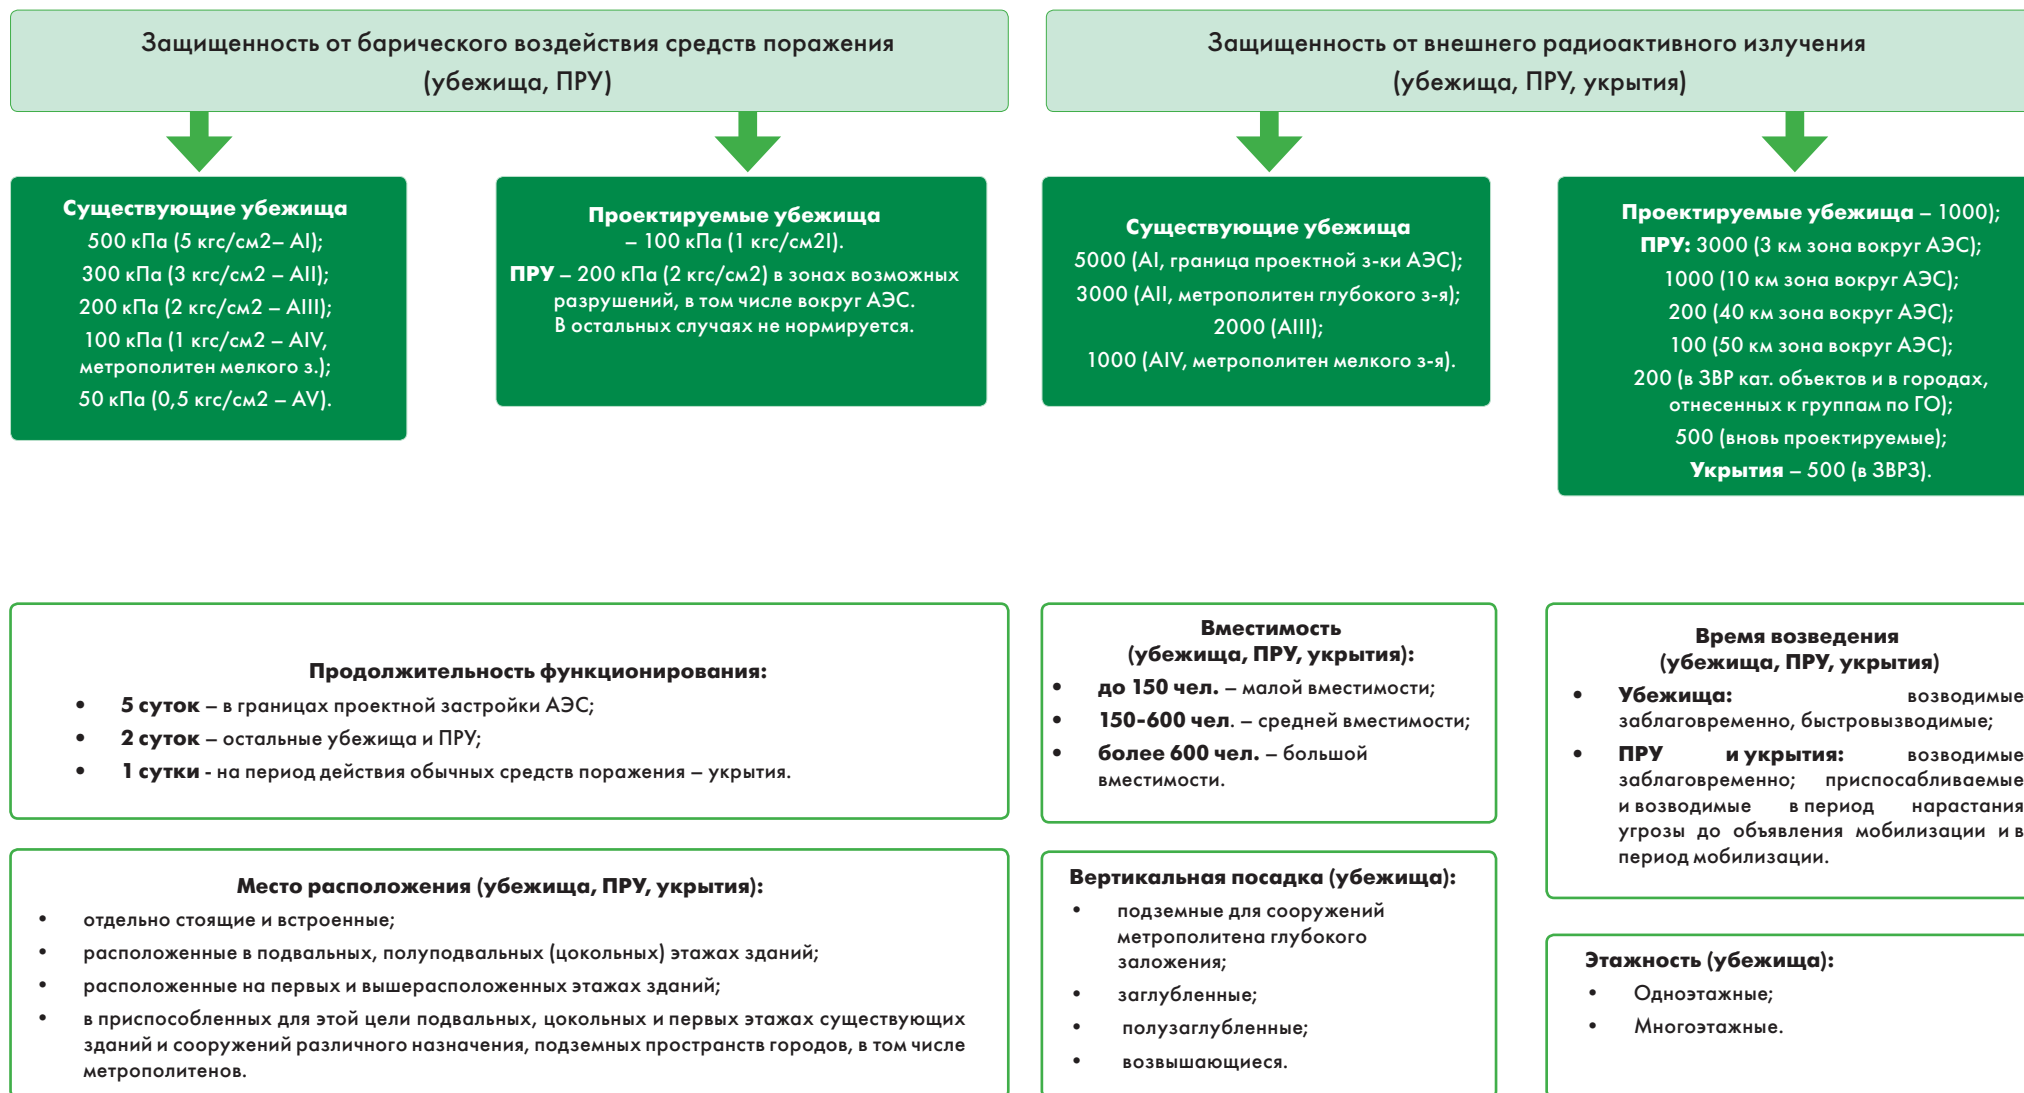 Защищенность от барического воздействия средств поражения
(убежища, ПРУ)
Защищенность от внешнего радиоактивного излучения
(убежища, ПРУ, укрытия)
Существующие убежища
500 кПа (5 кгс/см2– АI);
300 кПа (3 кгс/см2 – АII);
200 кПа (2 кгс/см2 – АIII);
100 кПа (1 кгс/см2 – АIV,
метрополитен мелкого з.);
50 кПа (0,5 кгс/см2 – АV).
Проектируемые убежища
– 100 кПа (1 кгс/см2I).
ПРУ – 200 кПа (2 кгс/см2) в зонах возможных
разрушений, в том числе вокруг АЭС.
В остальных случаях не нормируется.
Существующие убежища
5000 (АI, граница проектной з-ки АЭС);
3000 (АII, метрополитен глубокого з-я);
2000 (АIII);
1000 (АIV, метрополитен мелкого з-я).
Проектируемые убежища – 1000);
ПРУ: 3000 (3 км зона вокруг АЭС);
1000 (10 км зона вокруг АЭС);
200 (40 км зона вокруг АЭС);
100 (50 км зона вокруг АЭС);
200 (в ЗВР кат. объектов и в городах,
отнесенных к группам по ГО);
500 (вновь проектируемые);
Укрытия – 500 (в ЗВРЗ).
Продолжительность функционирования:
• 5 суток – в границах проектной застройки АЭС;
• 2 суток – остальные убежища и ПРУ;
• 1 сутки - на период действия обычных средств поражения – укрытия.
Вместимость
(убежища, ПРУ, укрытия):
• до 150 чел. – малой вместимости;
• 150-600 чел. – средней вместимости;
• более 600 чел. – большой
вместимости.
Время возведения
(убежища, ПРУ, укрытия)
• Убежища: возводимые
заблаговременно, быстровызводимые;
• ПРУ и укрытия: возводимые
заблаговременно; приспосабливаемые
и возводимые в период нарастания
угрозы до объявления мобилизации и в
период мобилизации.
Место расположения (убежища, ПРУ, укрытия):
• отдельно стоящие и встроенные;
• расположенные в подвальных, полуподвальных (цокольных) этажах зданий;
• расположенные на первых и вышерасположенных этажах зданий;
• в приспособленных для этой цели подвальных, цокольных и первых этажах существующих
зданий и сооружений различного назначения, подземных пространств городов, в том числе
метрополитенов.
Вертикальная посадка (убежища):
• подземные для сооружений
метрополитена глубокого
заложения;
• заглубленные;
• полузаглубленные;
• возвышающиеся.
Этажность (убежища):
• Одноэтажные;
• Многоэтажные.